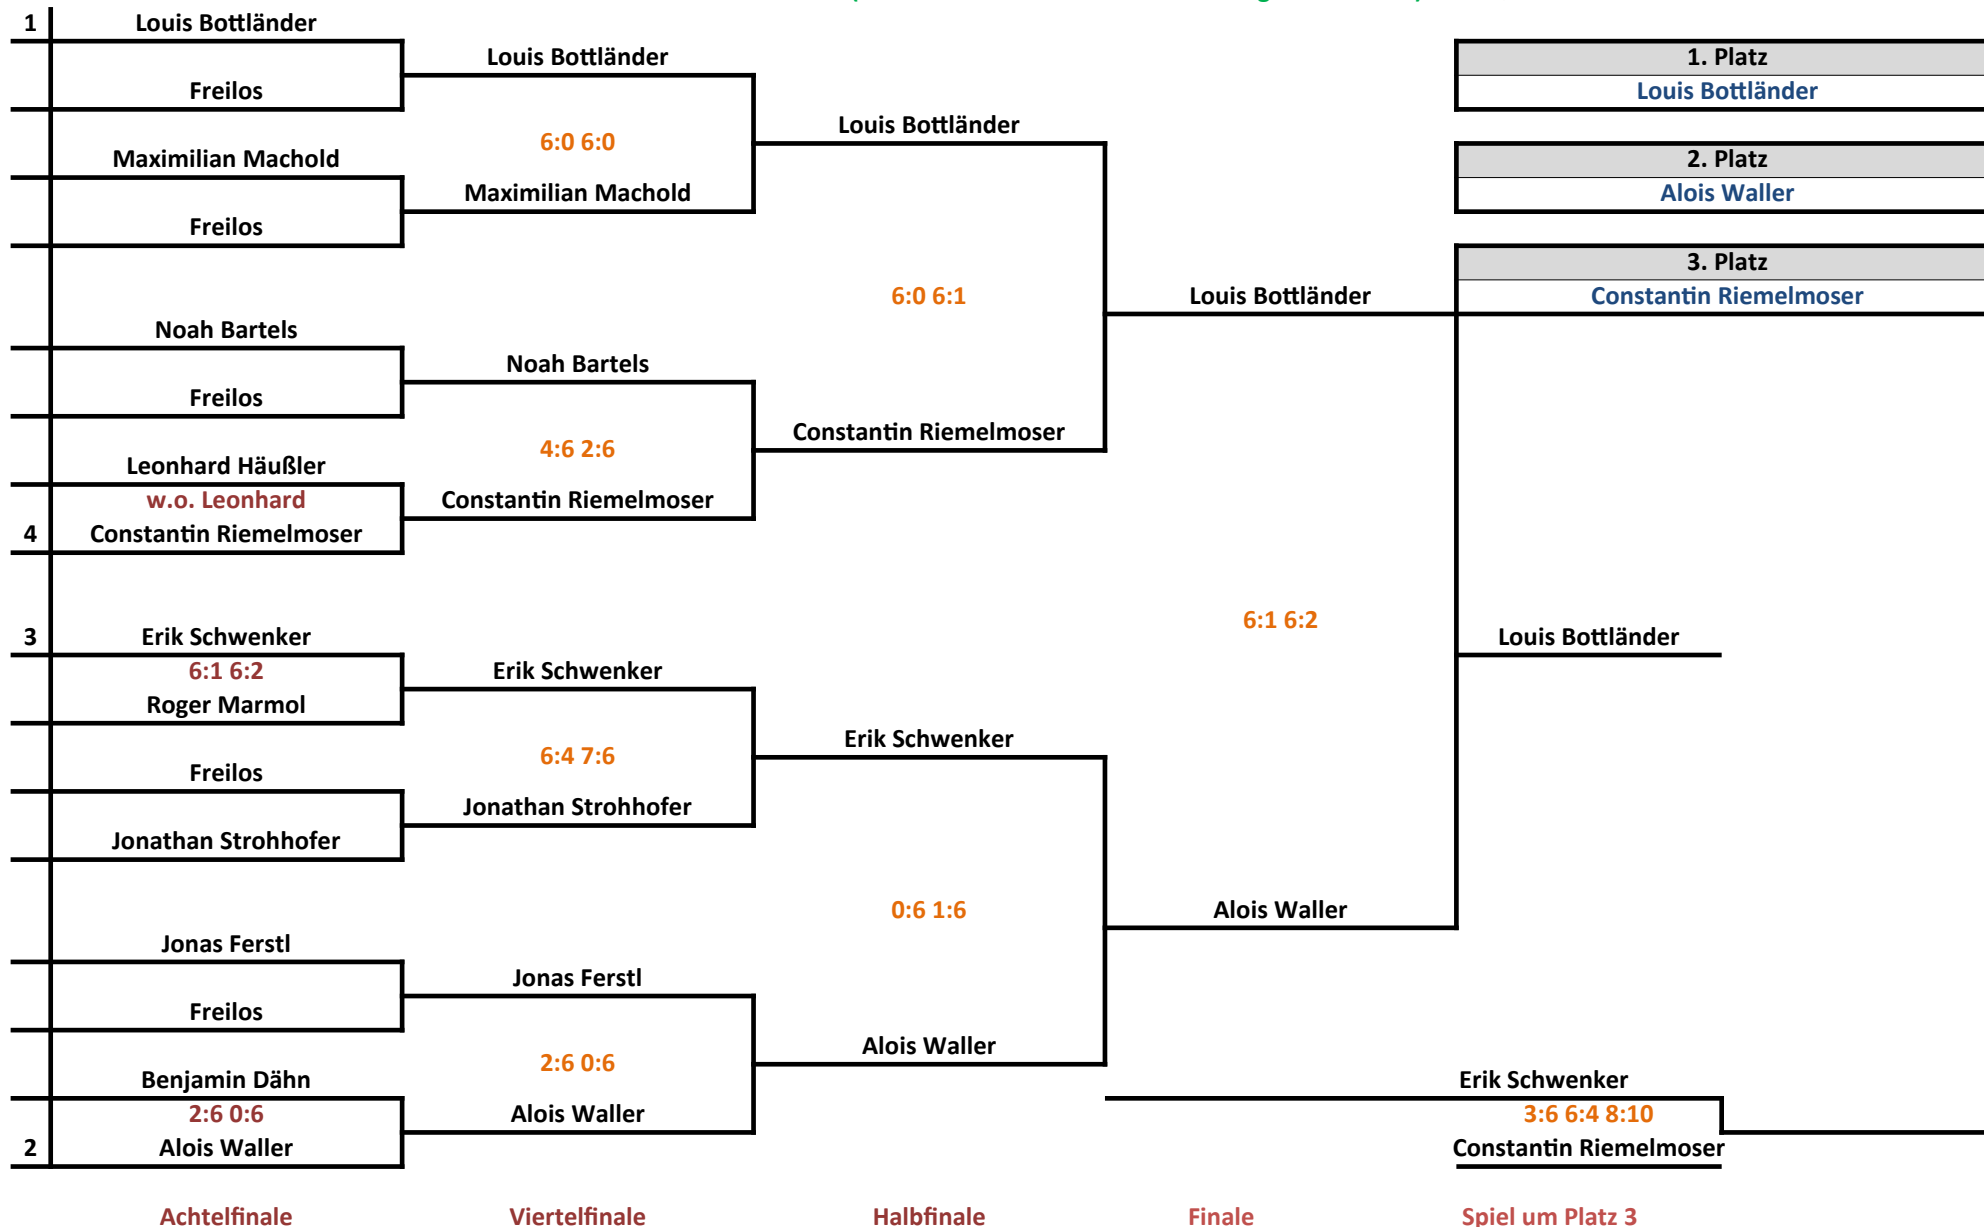 1 Louis Bottländer
Freilos
Maximilian Machold
Freilos
Noah Bartels
Freilos
Leonhard Häußler
w.o. Leonhard
4 Constantin Riemelmoser
3 Erik Schwenker
6:1 6:2
Roger Marmol
Freilos
Jonathan Strohhofer
Jonas Ferstl
Freilos
Benjamin Dähn
2:6 0:6
2 Alois Waller
Achtelfinale
Louis Bottländer
6:0 6:0
Maximilian Machold
Noah Bartels
4:6 2:6
Constantin Riemelmoser
Erik Schwenker
6:4 7:6
Jonathan Strohhofer
Jonas Ferstl
2:6 0:6
Alois Waller
Viertelfinale
Louis Bottländer
6:0 6:1
Constantin Riemelmoser
Erik Schwenker
0:6 1:6
Alois Waller
Halbfinale
Louis Bottländer
6:1 6:2
Alois Waller
Finale
1. Platz
Louis Bottländer
2. Platz
Alois Waller
3. Platz
Constantin Riemelmoser
Louis Bottländer
Erik Schwenker
3:6 6:4 8:10
Constantin Riemelmoser
Spiel um Platz 3